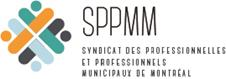 SPPMM
SYNDICAT DES PROFESSIONNELLES
ET PROFESSIONNELS
MUNICIPAUX DE MONTRÉAL